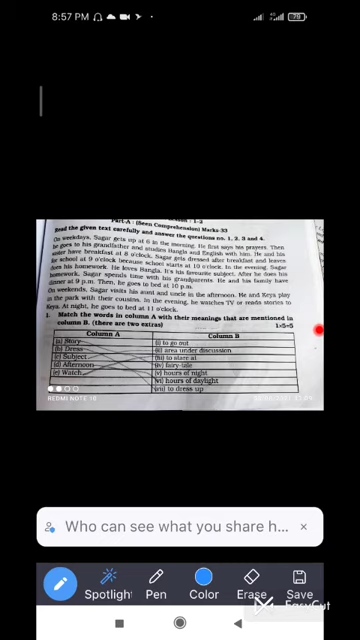 8:57 PM
79
Part-A : (Seen Comprehension) Marks-33
Read the given text carefully and answer the questions no. 1, 2, 3 and 4.
On weekdays, Sagar gets up at 6 in the morning. He first says his prayers. Then
he goes to his grandfather and studies Bangla and English with him. He and his
sister have breakfast at 8 o'clock. Sagar gets dressed after breakfast and leaves
for school at 9 o'clock because school starts at 10 o'clock. In the evening, Sagar
does his homework. He loves Bangla. It's his favourite subject. After he does his
homework, Sagar spends time with his grandparents. He and his family have
dinner at 9 p.m. Then, he goes to bed at 10 p.m.
On weekends, Sagar visits his aunt and uncle in the afternoon. He and Keya play
in the park with their cousins. In the evening, he watches TV or reads stories to
Keya. At night, he goes to bed at 11 o'clock.
1. Match the words in column A with their meanings that are mentioned in
column B. (there are two extras) 1×5=5
Column A Column B
(a) Story (i) to go out
(b) Dress (ii) area under discussion
(c) Subject (iii) to stare at
(d) Afternoon (iv) fairy-tale
(e) Watch (v) hours of night
(vi) hours of daylight
(vii) to dress up
REDMI NOTE 10
Who can see what you share h...
Spotlight
Pen
Color
Erase
Save
EasyCut